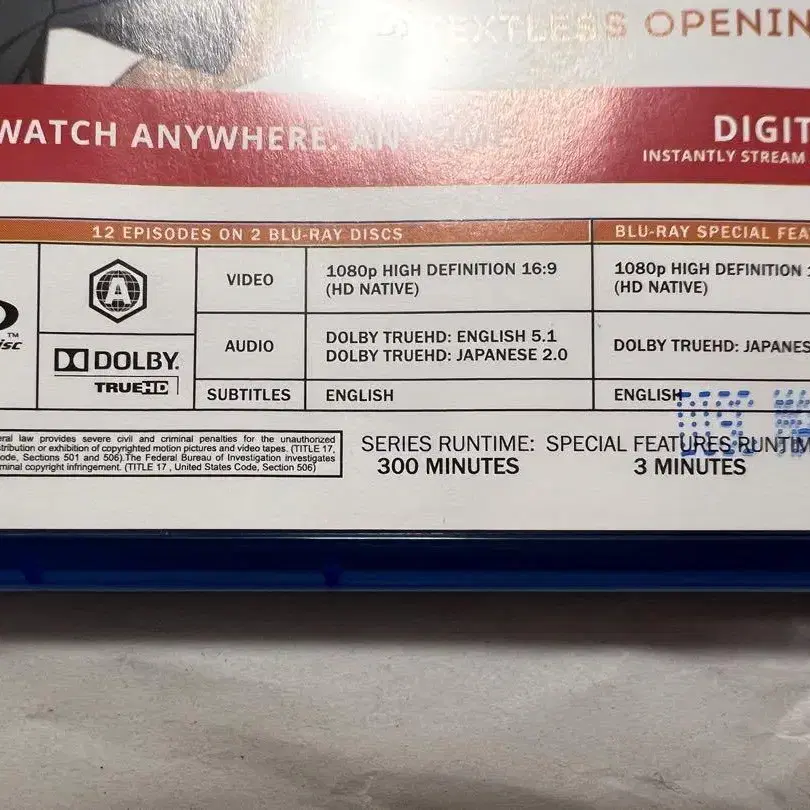 TEXTLESS OPENIN
WATCH ANYWHERE. ANYTIME
DIGIT
INSTANTLY STREAM
12 EPISODES ON 2 BLU-RAY DISCS
BLU-RAY SPECIAL FEA
A
VIDEO
1080p HIGH DEFINITION 16:9
(HD NATIVE)
1080p HIGH DEFINITION
(HD NATIVE)
TM
isc
DOLBY.
TRUEHD
AUDIO
DOLBY TRUEHD: ENGLISH 5.1
DOLBY TRUEHD: JAPANESE 2.0
DOLBY TRUEHD: JAPANES
SUBTITLES
ENGLISH
ENGLISH
eral law provides severe civil and criminal penalties for the unauthorized
stribution or exhibition of copyrighted motion pictures and video tapes. (TITLE 17,
ode, Sections 501 and 506).The Federal Bureau of Investigation investigates
minal copyright infringement. (TITLE 17 , United States Code, Section 506)
SERIES RUNTIME:
300 MINUTES
SPECIAL FEATURES RUNTIM
3 MINUTES